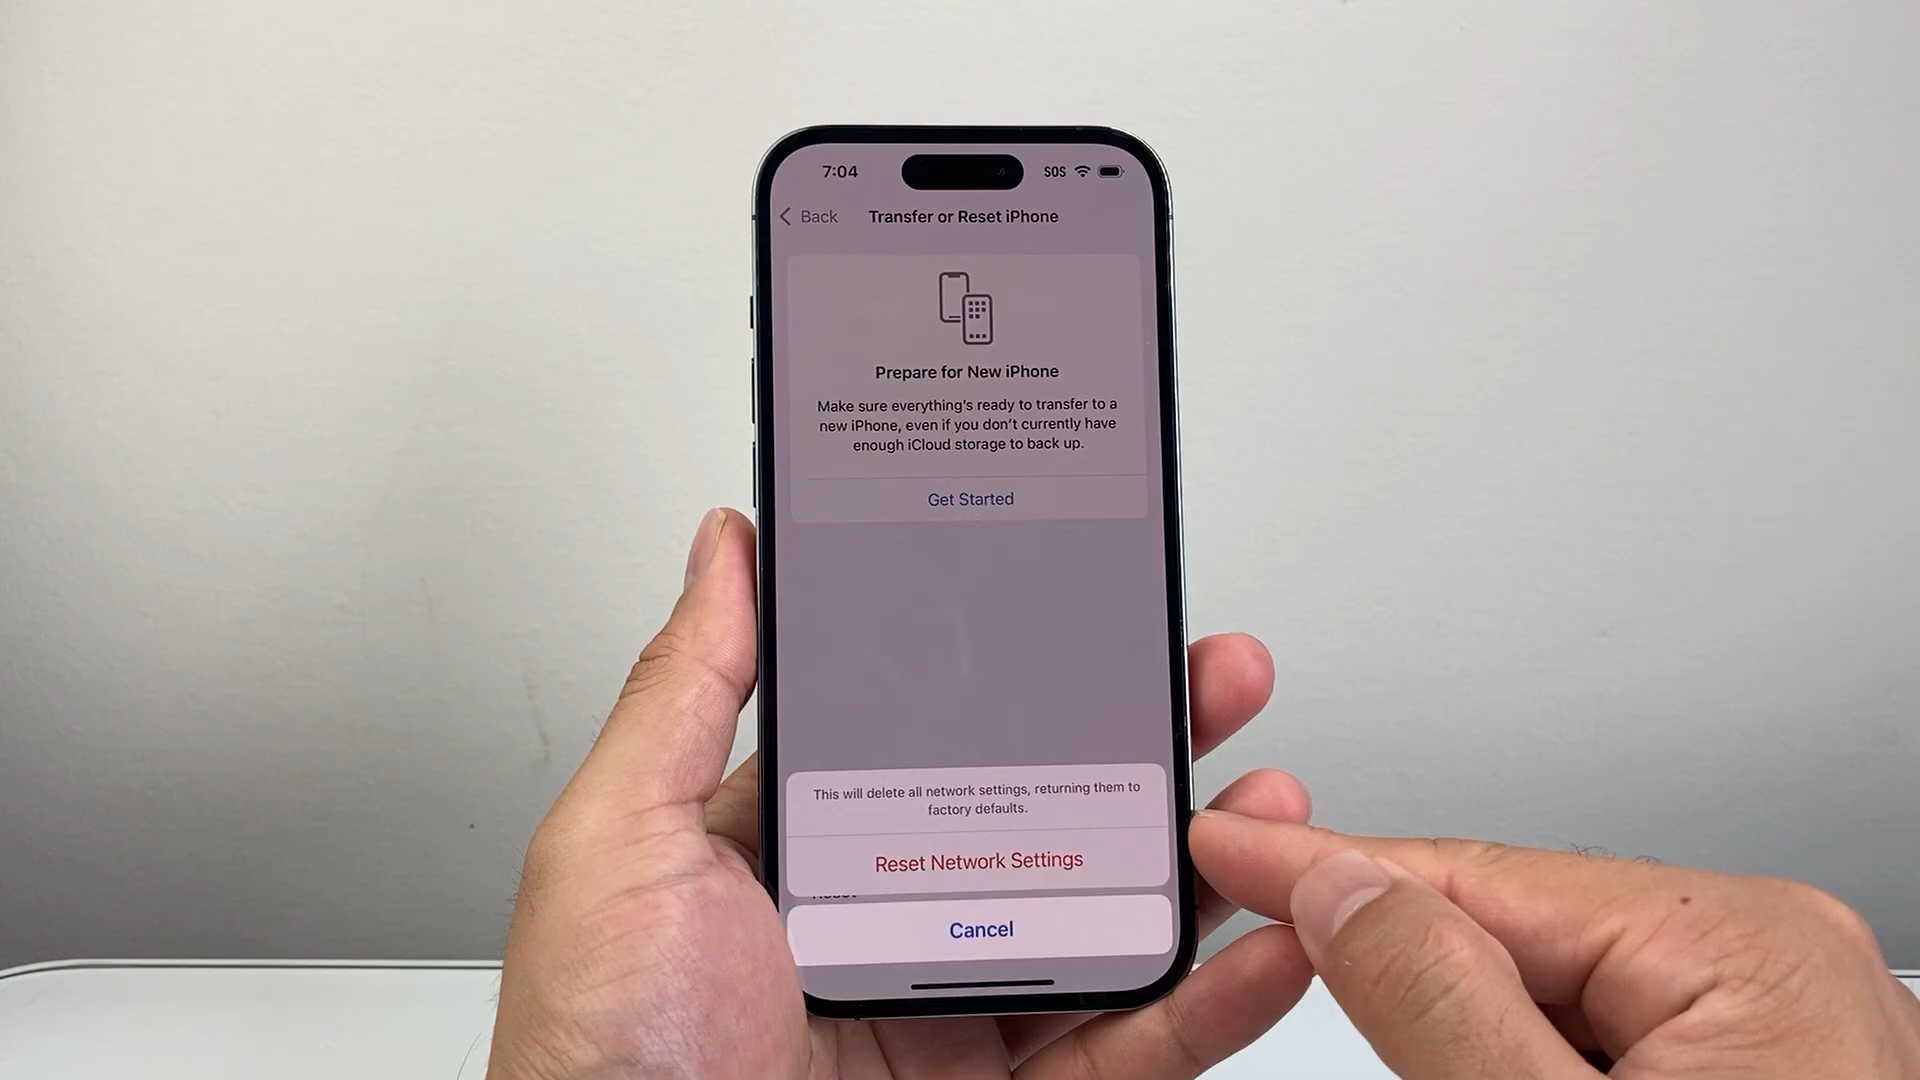 7:04 SOS
Back Transfer or Reset iPhone
Prepare for New iPhone
Make sure everything's ready to transfer to a
new iPhone, even if you don't currently have
enough iCloud storage to back up.
Get Started
This will delete all network settings, returning them to
factory defaults.
Reset Network Settings
Reset
Cancel